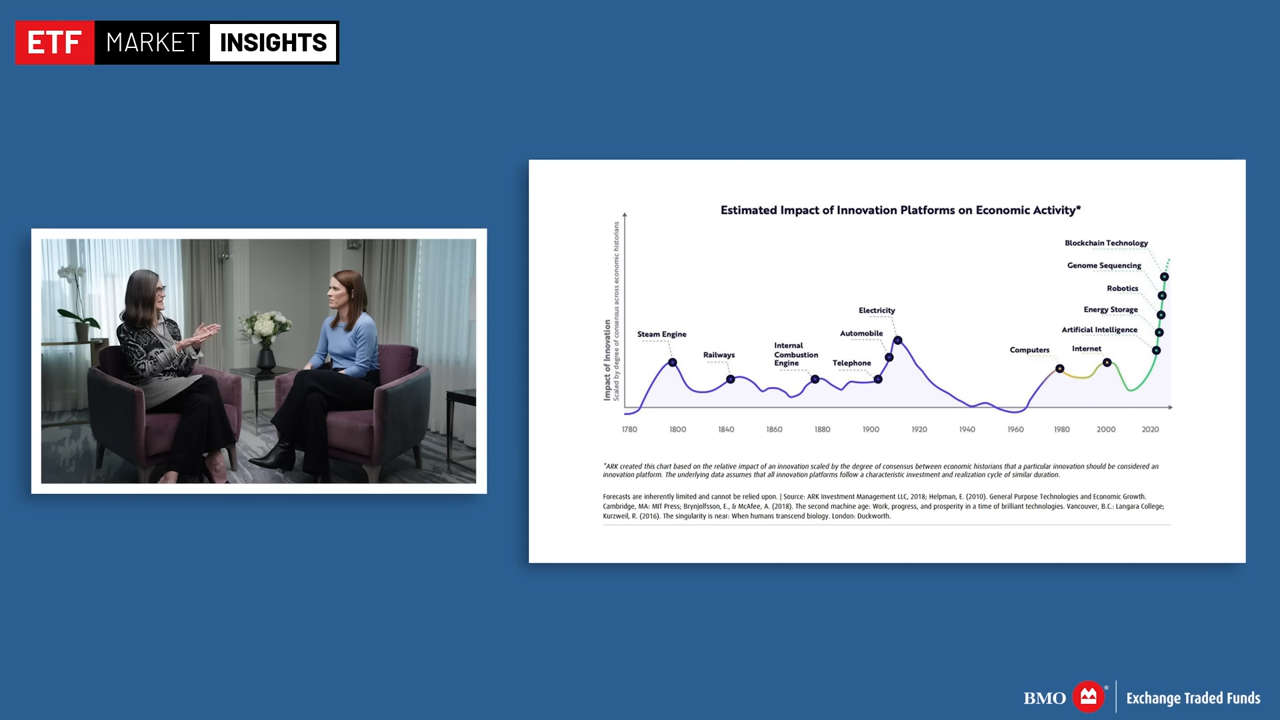 ETF MARKET INSIGHTS
Estimated Impact of Innovation Platforms on Economic Activity*
Impact of Innovation
Scaled by degree of consensus across economic historians
Steam Engine
Railways
Internal
Combustion
Engine
Telephone
Automobile
Electricity
Computers
Internet
Artificial Intelligence
Energy Storage
Robotics
Genome Sequencing
Blockchain Technology
1780 1800 1840 1860 1880 1900 1920 1940 1960 1980 2000 2020
*ARK created this chart based on the relative impact of an innovation scaled by the degree of consensus between economic historians that a particular innovation should be considered an
innovation platform. The underlying data assumes that all innovation platforms follow a characteristic investment and realization cycle of similar duration.
Forecasts are inherently limited and cannot be relied upon. | Source: ARK Investment Management LLC, 2018; Helpman, E. (2010). General Purpose Technologies and Economic Growth.
Cambridge, MA: MIT Press; Brynjolfsson, E., & McAfee, A. (2018). The second machine age: Work, progress, and prosperity in a time of brilliant technologies. Vancouver, B.C.: Langara College;
Kurzweil, R. (2016). The singularity is near: When humans transcend biology. London: Duckworth.
BMO ® Exchange Traded Funds